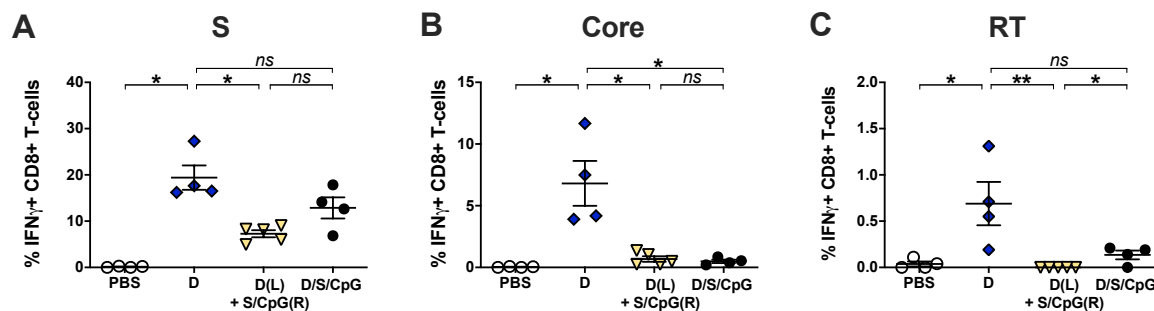 A S
ns
* * ns
% IFNγ+ CD8+ T-cells
40
30
20
10
0
PBS D D(L) D/S/CpG
+ S/CpG(R)
B Core
*
* * ns
% IFNγ+ CD8+ T-cells
15
10
5
0
PBS D D(L) D/S/CpG
+ S/CpG(R)
C RT
ns
* ** *
% IFNγ+ CD8+ T-cells
2.0
1.5
1.0
0.5
0.0
PBS D D(L) D/S/CpG
+ S/CpG(R)